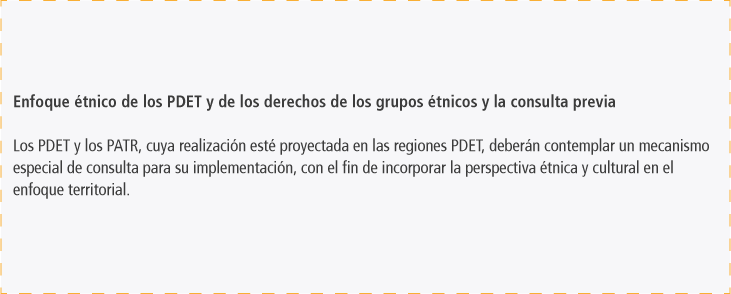 Enfoque étnico de los PDET y de los derechos de los grupos étnicos y la consulta previa
Los PDET y los PATR, cuya realización esté proyectada en las regiones PDET, deberán contemplar un mecanismo
especial de consulta para su implementación, con el fin de incorporar la perspectiva étnica y cultural en el
enfoque territorial.